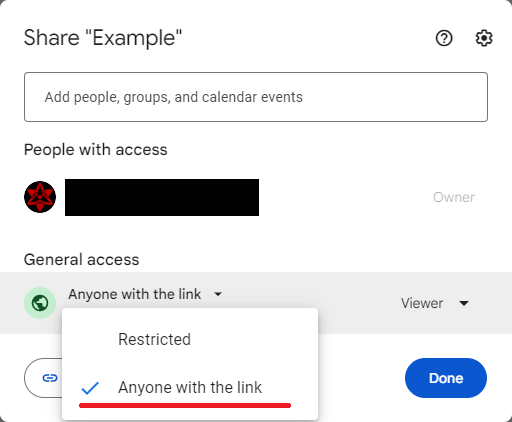 Share "Example"
Add people, groups, and calendar events
People with access
Owner
General access
Anyone with the link
Viewer
Restricted
Anyone with the link
Done